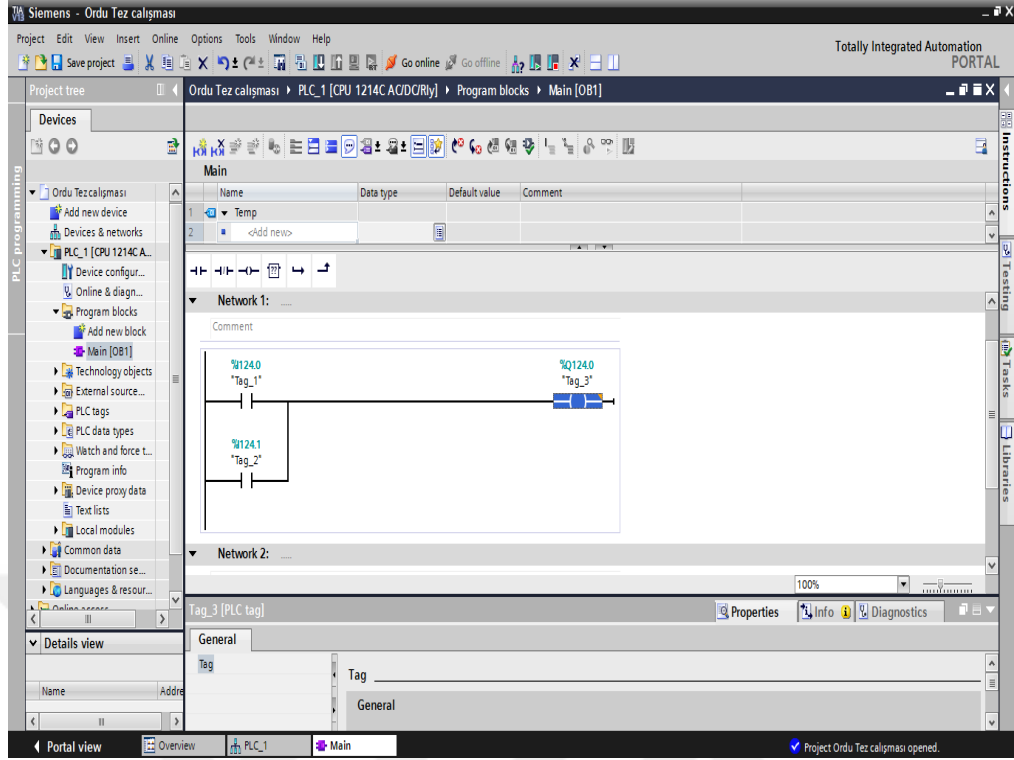 Siemens - Ordu Tez calışması
Project Edit View Insert Online Options Tools Window Help
Totally Integrated Automation
PORTAL
Save project Go online Go offline
Project tree
Ordu Tez calışması PLC_1 [CPU 1214C AC/DC/Rly] Program blocks Main [OB1]
Devices
PLC programming
Main
Name Data type Default value Comment
1 Temp
2 <Add new>
Ordu Tez calışması
Add new device
Devices & networks
PLC_1 [CPU 1214C A...
Device configur...
Online & diagn...
Program blocks
Add new block
Main [OB1]
Technology objects
External source...
PLC tags
PLC data types
Watch and force t...
Program info
Device proxy data
Text lists
Local modules
Common data
Documentation se...
Languages & resour...
Online access
Network 1: .....
Comment
%I124.0
"Tag_1"
%Q124.0
"Tag_3"
%I124.1
"Tag_2"
Network 2: .....
100%
Instructions
Testing
Tasks
Libraries
Tag_3 [PLC tag]
Properties Info Diagnostics
General
Tag
Tag
General
Details view
Name Addre
Portal view Overview PLC_1 Main
Project Ordu Tez calışması opened.